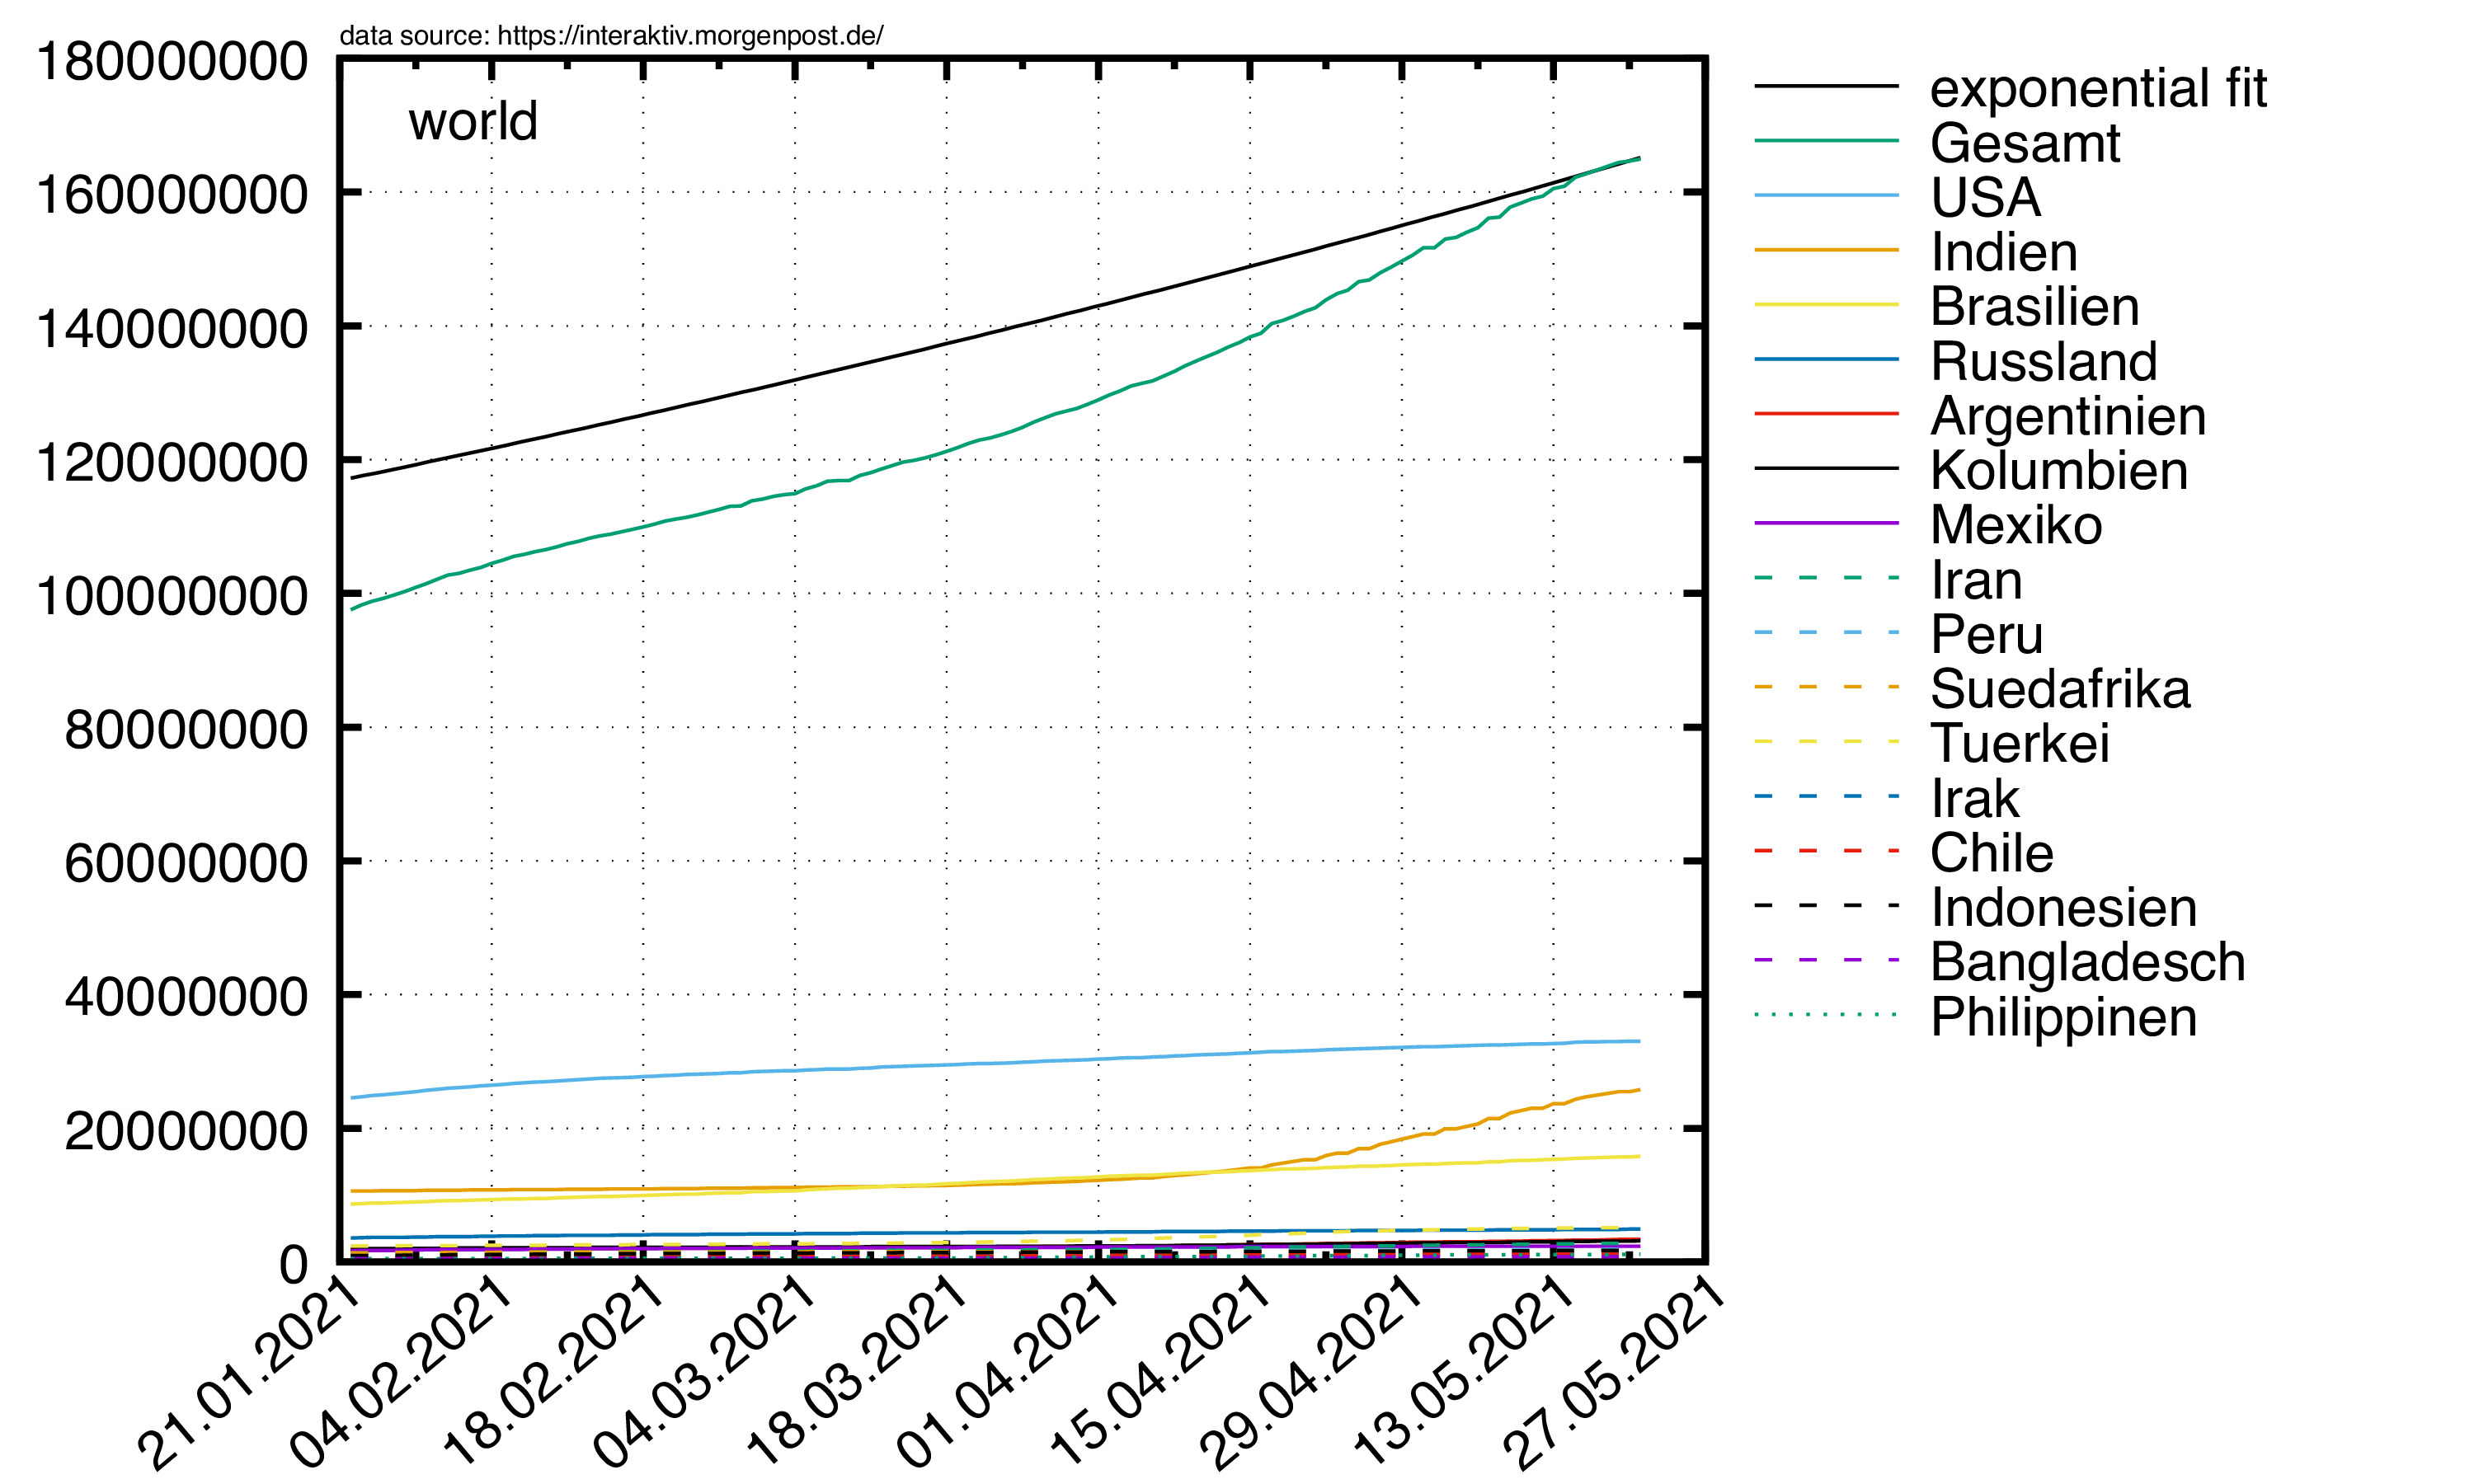 data source: https://interaktiv.morgenpost.de/
180000000
160000000
140000000
120000000
100000000
80000000
60000000
40000000
20000000
0
world
21.01.2021
04.02.2021
18.02.2021
04.03.2021
18.03.2021
01.04.2021
15.04.2021
29.04.2021
13.05.2021
27.05.2021
exponential fit
Gesamt
USA
Indien
Brasilien
Russland
Argentinien
Kolumbien
Mexiko
Iran
Peru
Suedafrika
Tuerkei
Irak
Chile
Indonesien
Bangladesch
Philippinen